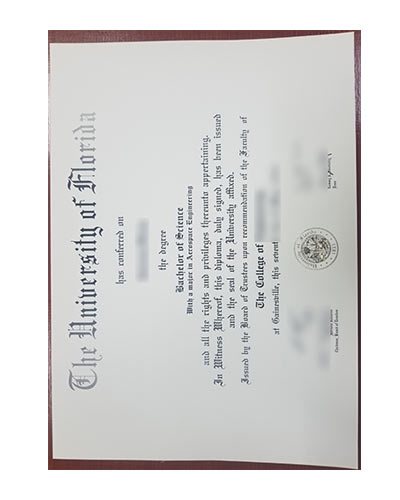 The University of Florida
has conferred on
the degree
Bachelor of Science
With a major in Aerospace Engineering
and all the rights and privileges thereunto appertaining.
In Witness Whereof, this diploma, duly signed, has been issued
and the seal of the University affixed.
Issued by the Board of Trustees upon recommendation of the Faculty of
The College of
at Gainesville, this sevent